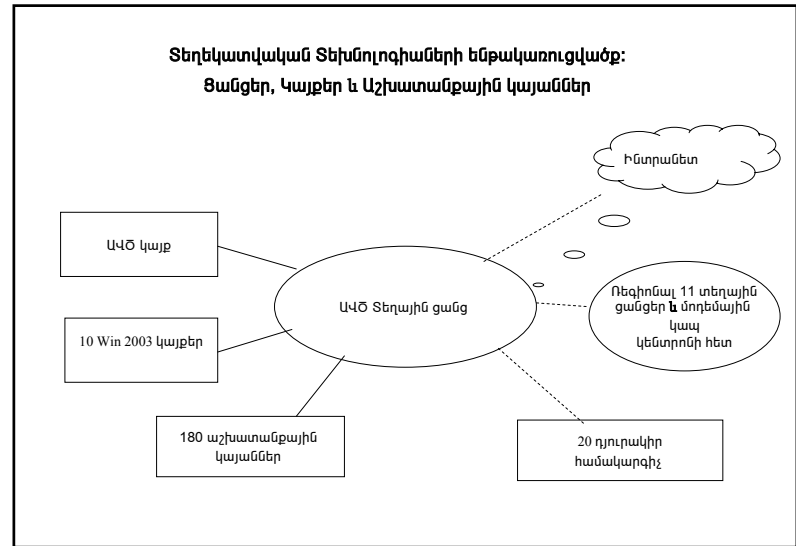 Տեղեկատվական Տեխնոլոգիաների ենթակառուցվածք:
Ցանցեր, Կայքեր և Աշխատանքային կայաններ
Ինտրանետ
ԱՎԾ կայք
ԱՎԾ Տեղային ցանց
Ռեգիոնալ 11 տեղային
ցանցեր և մոդեմային
կապ
կենտրոնի հետ
10 Win 2003 կայքեր
180 աշխատանքային
կայաններ
20 դյուրակիր
համակարգիչ